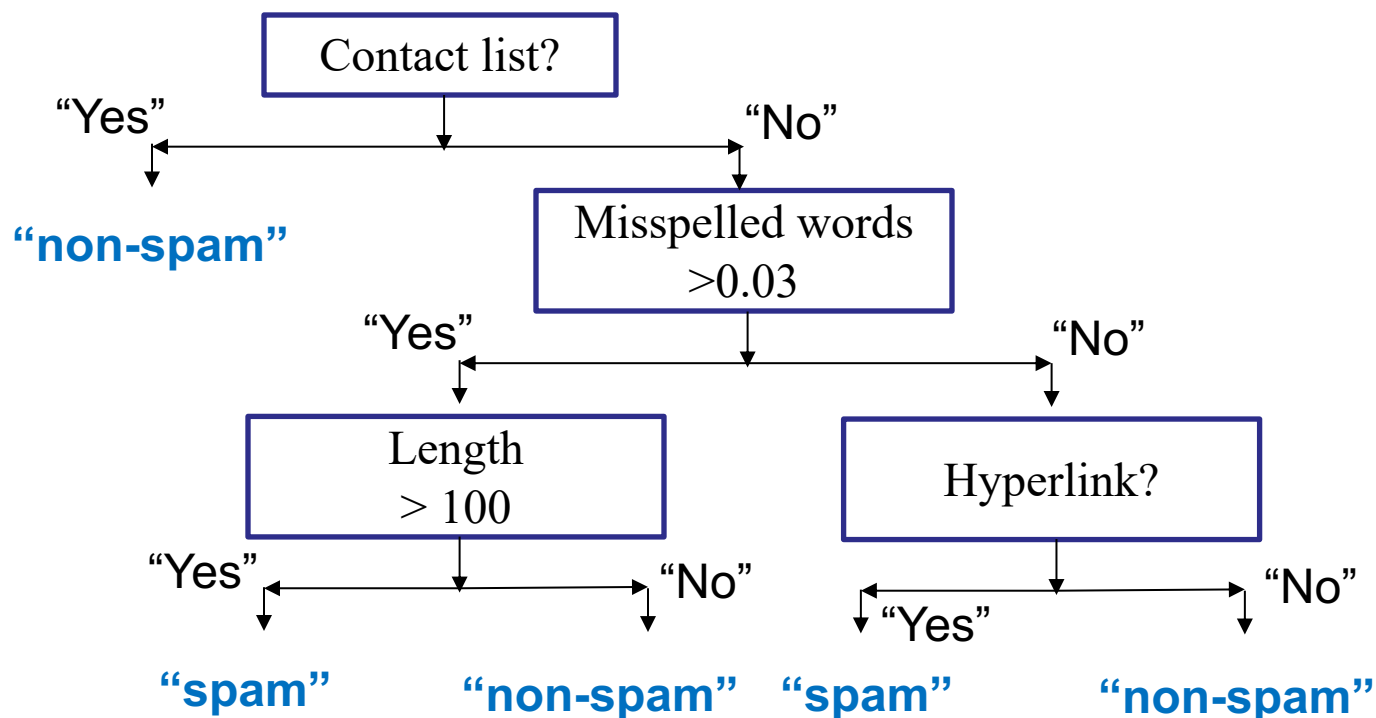 Contact list?
“Yes”
“No”
“non-spam”
Misspelled words
>0.03
“Yes”
“No”
Length
> 100
Hyperlink?
“Yes”
“No”
“Yes”
“No”
“spam”
“non-spam”
“spam”
“non-spam”